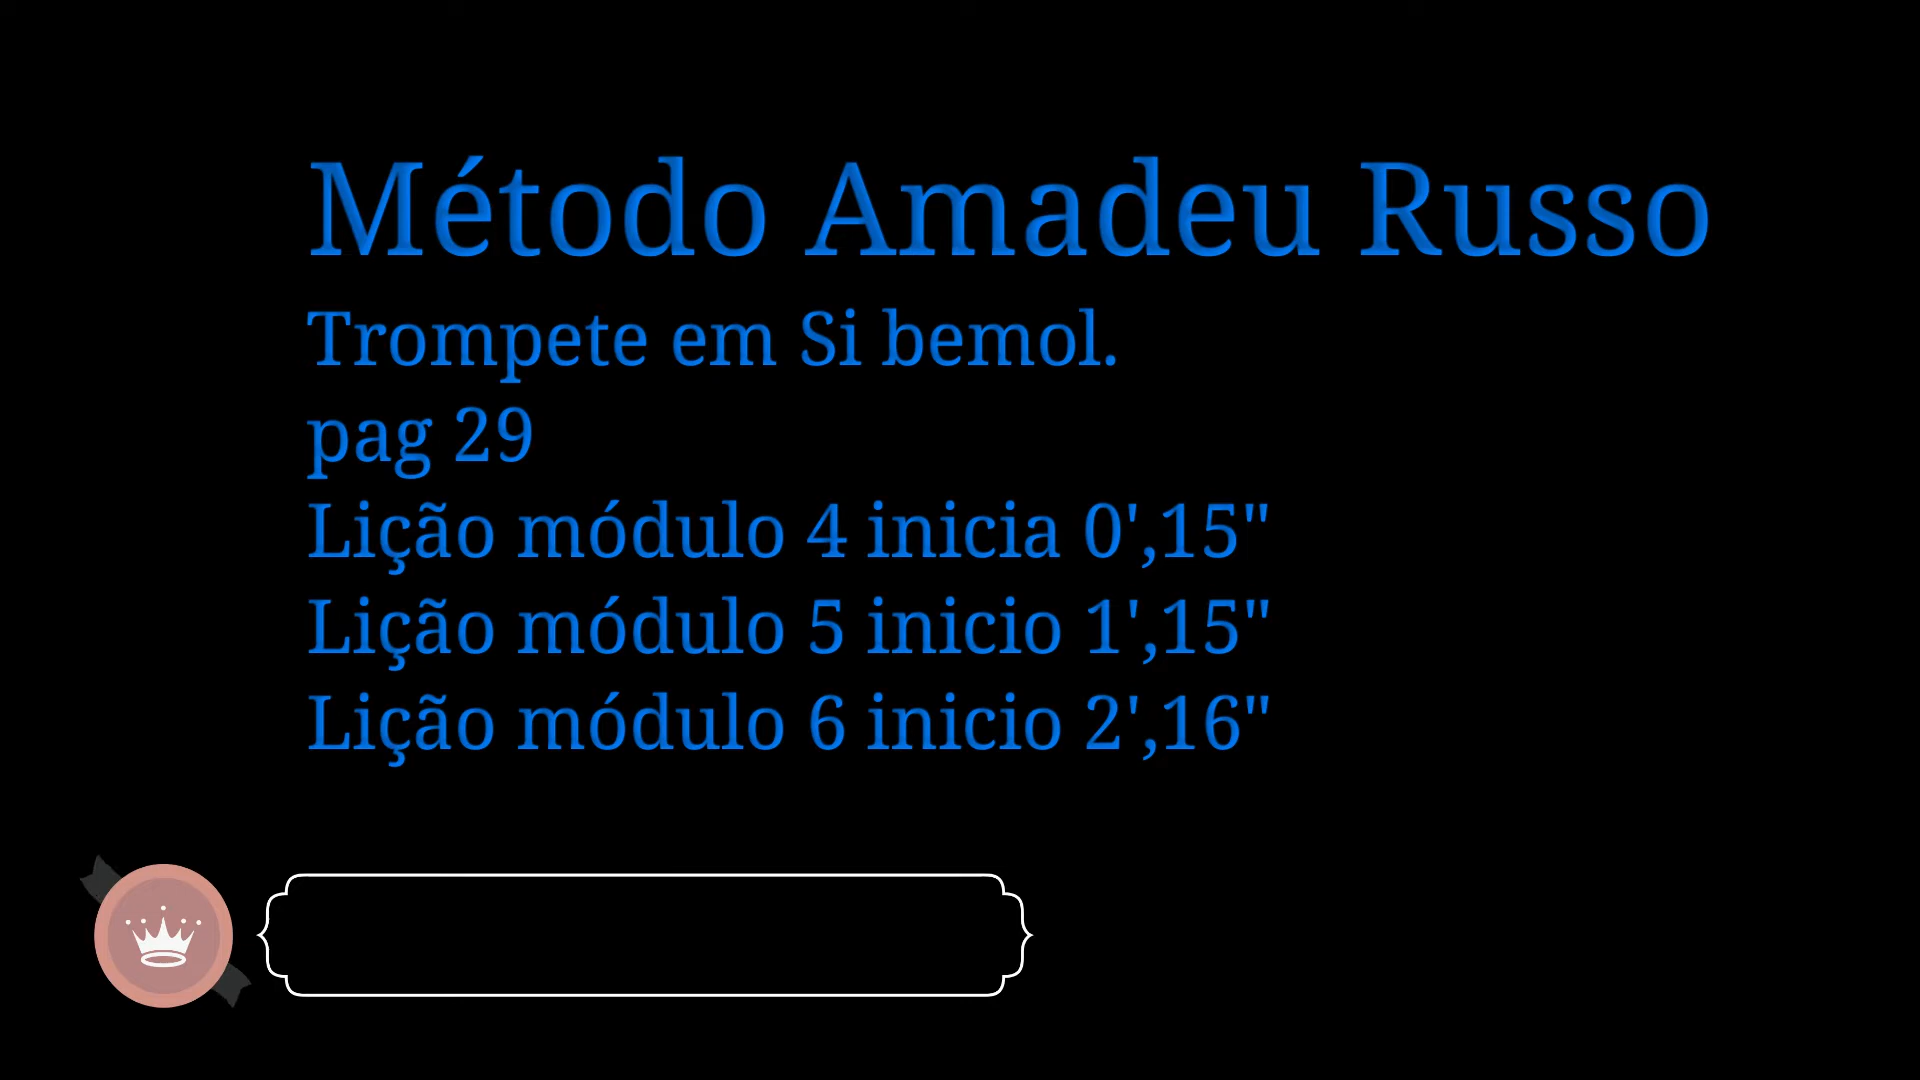 Método Amadeu Russo
Trompete em Si bemol.
pag 29
Lição módulo 4 inicia 0',15"
Lição módulo 5 inicio 1',15"
Lição módulo 6 inicio 2',16"